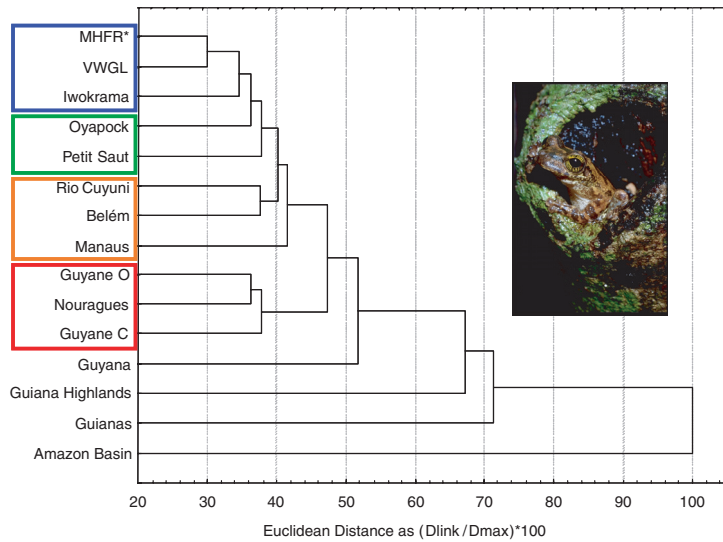 MHFR*
VWGL
Iwokrama
Oyapock
Petit Saut
Rio Cuyuni
Belém
Manaus
Guyane O
Nouragues
Guyane C
Guyana
Guiana Highlands
Guianas
Amazon Basin
20 30 40 50 60 70 80 90 100
Euclidean Distance as (Dlink/Dmax)*100